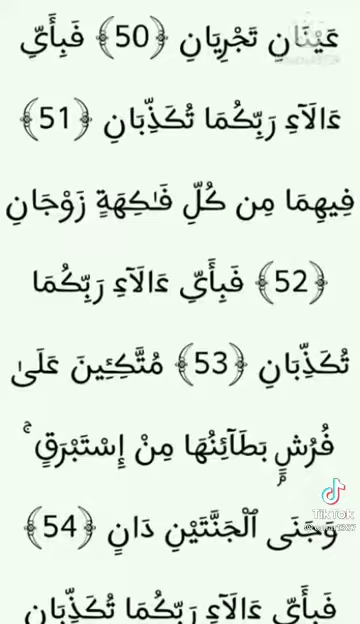 عَيْنَانِ تَجْرِيَانِ ﴿50﴾ فَبِأَيِّ
ءَالَآءِ رَبِّكُمَا تُكَذِّبَانِ ﴿51﴾
فِيهِمَا مِن كُلِّ فَـٰكِهَةٍ زَوْجَانِ
﴿52﴾ فَبِأَيِّ ءَالَآءِ رَبِّكُمَا
تُكَذِّبَانِ ﴿53﴾ مُتَّكِـِٔينَ عَلَىٰ
فُرُشٍۭ بَطَآئِنُهَا مِنْ إِسْتَبْرَقٍ ۚ
وَجَنَى ٱلْجَنَّتَيْنِ دَانٍ ﴿54﴾
فَبِأَيِّ ءَالَآءِ رَبِّكُمَا تُكَذِّبَانِ
TikTok